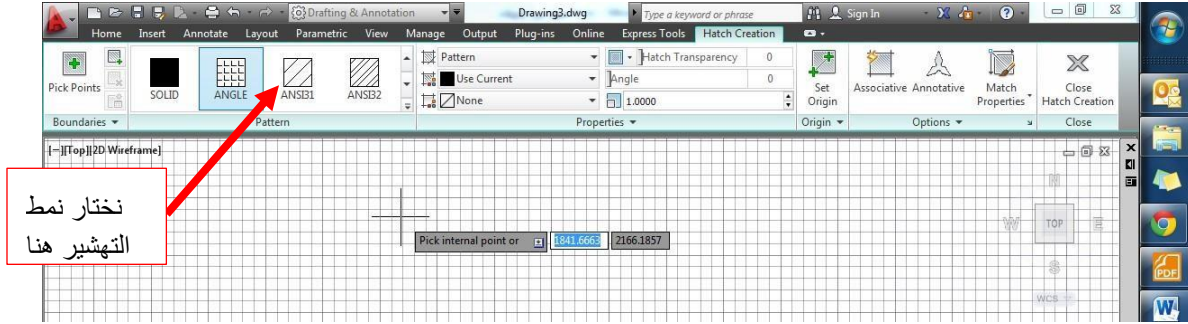 Drafting & Annotation
Drawing3.dwg
Type a keyword or phrase
Sign In
Home Insert Annotate Layout Parametric View Manage Output Plug-ins Online Express Tools Hatch Creation
Pick Points
SOLID
ANGLE
ANSI31
ANSI32
Pattern
Use Current
None
Hatch Transparency 0
Angle 0
1.0000
Set Origin
Associative
Annotative
Match Properties
Close Hatch Creation
Boundaries
Pattern
Properties
Origin
Options
Close
[−][Top][2D Wireframe]
نختار نمط
التهشير هنا
Pick internal point or 1841.6663 2166.1857
N
W
TOP
E
S
WCS
PDF
W